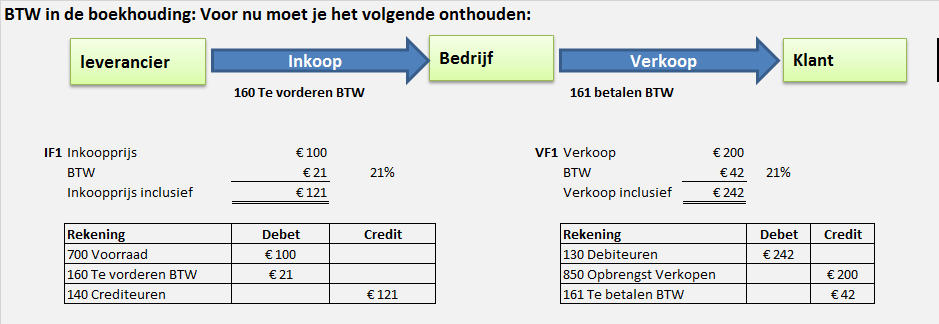 BTW in de boekhouding: Voor nu moet je het volgende onthouden:
leverancier Inkoop Bedrijf Verkoop Klant
160 Te vorderen BTW 161 betalen BTW
IF1 Inkoopprijs € 100 VF1 Verkoop € 200
BTW € 21 21% BTW € 42 21%
Inkoopprijs inclusief € 121 Verkoop inclusief € 242
Rekening Debet Credit Rekening Debet Credit
700 Voorraad € 100 130 Debiteuren € 242
160 Te vorderen BTW € 21 850 Opbrengst Verkopen € 200
140 Crediteuren € 121 161 Te betalen BTW € 42